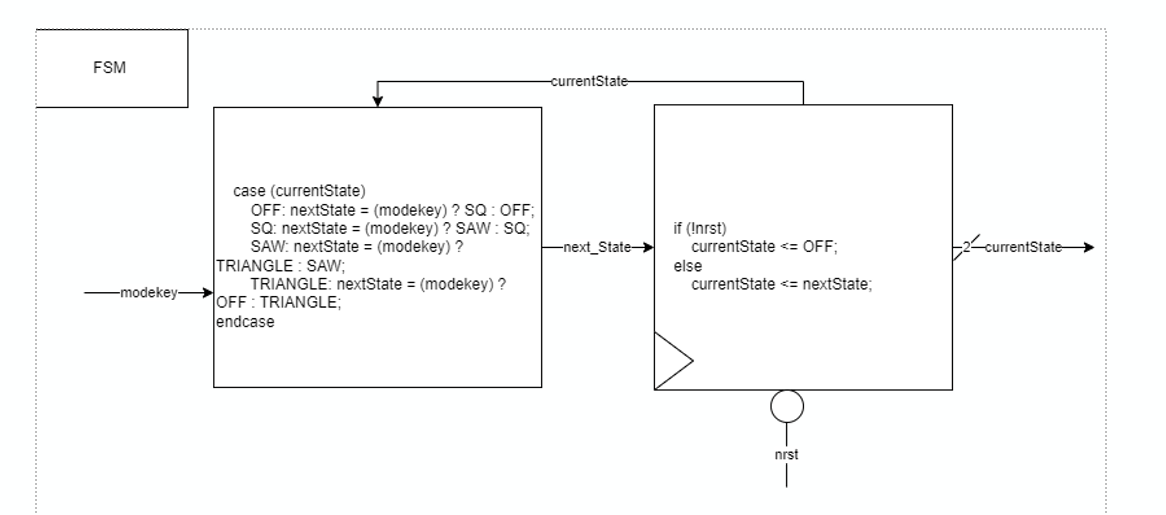 FSM
currentState
case (currentState)
OFF: nextState = (modekey) ? SQ : OFF;
SQ: nextState = (modekey) ? SAW : SQ;
SAW: nextState = (modekey) ?
TRIANGLE : SAW;
TRIANGLE: nextState = (modekey) ?
OFF : TRIANGLE;
endcase
modekey
next_State
if (!nrst)
currentState <= OFF;
else
currentState <= nextState;
2
currentState
nrst